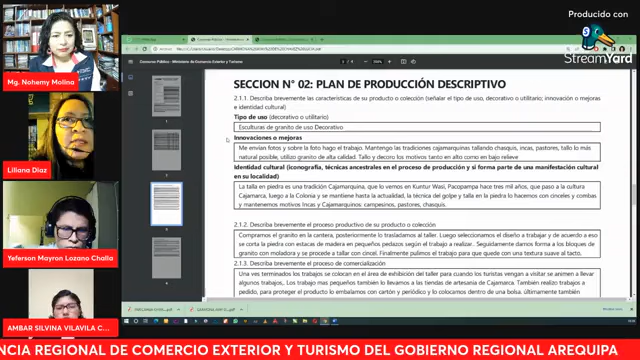 Producido con
StreamYard
Mg. Nohemy Molina
Liliana Diaz
Yeferson Mayron Lozano Challa
AMBAR SILVINA VILAVILA C...
SECCION N° 02: PLAN DE PRODUCCIÓN DESCRIPTIVO
2.1.1. Describa brevemente las características de su producto o colección (señalar el tipo de uso, decorativo o utilitario; innovación o mejoras
e identidad cultural)
Tipo de uso (decorativo o utilitario)
Esculturas de granito de uso Decorativo
Innovaciones o mejoras
Me envían fotos y sobre la foto hago el trabajo. Mantengo las tradiciones cajamarquinas tallando chasquis, incas, pastores, tallo lo más
natural posible, utilizo granito de alta calidad. Tallo y decoro los motivos tanto en alto como en bajo relieve
Identidad cultural (iconografía, técnicas ancestrales en el proceso de producción y si forma parte de una manifestación cultural
en su localidad)
La talla en piedra es una tradición Cajamarquina, que lo vemos en Kuntur Wasi, Pacopampa hace tres mil años, que paso a la cultura
Cajamarca, luego a la Colonia y se mantiene hasta la actualidad, la técnica del golpe y talla en la piedra lo hacemos con cinceles y combas
y mantenemos motivos Incas y Cajamarquinos: campesinos, pastores, chasquis.
2.1.2. Describa brevemente el proceso productivo de su producto o colección
Compramos el granito en la cantera, posteriormente lo trasladamos al taller. Luego seleccionamos el diseño a trabajar y de acuerdo a eso
se corta la piedra con estacas de madera en pequeños pedazos según el trabajo a realizar. Seguidamente damos forma a los bloques de
granito con moladora y se procede a tallar con cincel. Finalmente pulimos el trabajo para que quede con una textura suave al tacto.
2.1.3. Describa brevemente el proceso de comercialización
Una ves terminados los trabajos se colocan en el área de exhibición del taller para cuando los turistas vengan a visitar se animen a llevar
algunos trabajos, Los trabajo mas pequeños también lo llevamos a las tiendas de artesania de Cajamarca. También realizo trabajos a
pedido, para proteger el producto lo embalamos con cartón y periódico y lo colocamos dentro de una bolsa. últimamente también
NCIA REGIONAL DE COMERCIO EXTERIOR Y TURISMO DEL GOBIERNO REGIONAL AREQUIPA